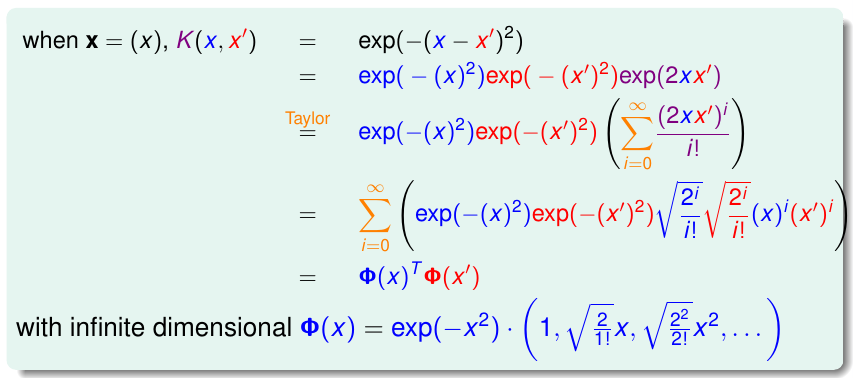 when x = (x), K(x, x′) = exp(−(x − x′)²)
= exp( − (x)²)exp( − (x′)²)exp(2xx′)
Taylor
= exp(−(x)²)exp(−(x′)²) ( ∑_{i=0}^{∞} (2xx′)^i / i! )
= ∑_{i=0}^{∞} ( exp(−(x)²)exp(−(x′)²) √(2^i / i!) √(2^i / i!) (x)^i (x′)^i )
= Φ(x)^T Φ(x′)
with infinite dimensional Φ(x) = exp(−x²) · ( 1, √(2/1!) x, √(2²/2!) x², . . . )